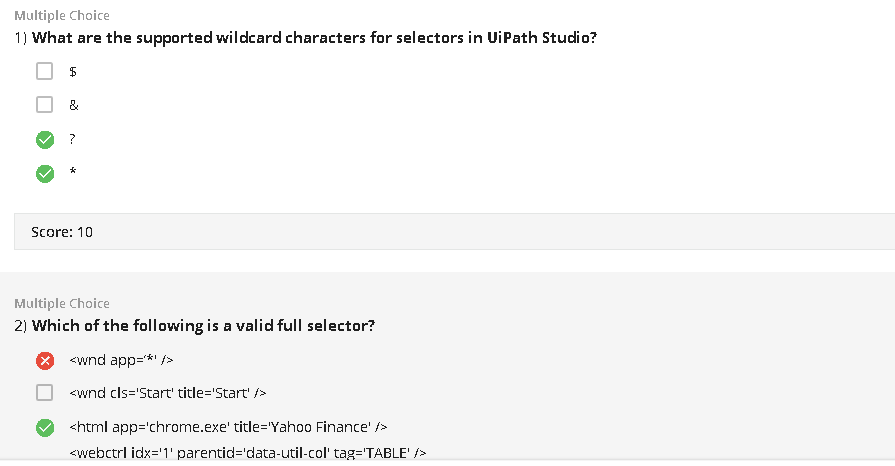 Multiple Choice
1) What are the supported wildcard characters for selectors in UiPath Studio?
$
&
?
*
Score: 10
Multiple Choice
2) Which of the following is a valid full selector?
<wnd app='*' />
<wnd cls='Start' title='Start' />
<html app='chrome.exe' title='Yahoo Finance' />
<webctrl idx='1' parentid='data-util-col' tag='TABLE' />